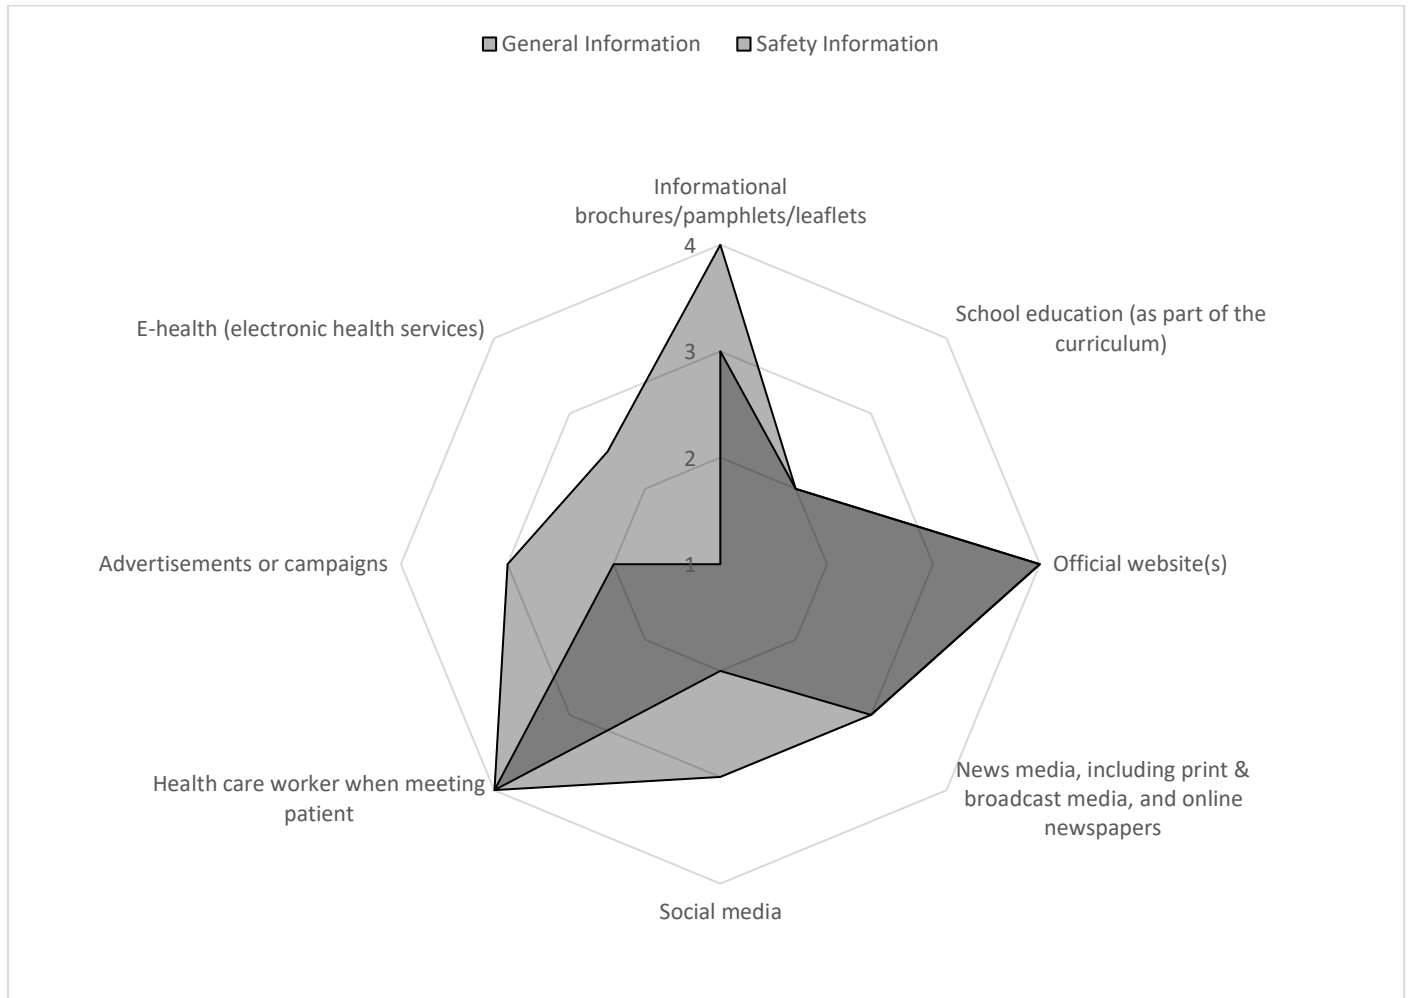 General Information
Safety Information
Informational
brochures/pamphlets/leaflets
4
3
2
1
School education (as part of the
curriculum)
Official website(s)
News media, including print &
broadcast media, and online
newspapers
Social media
Health care worker when meeting
patient
Advertisements or campaigns
E-health (electronic health services)